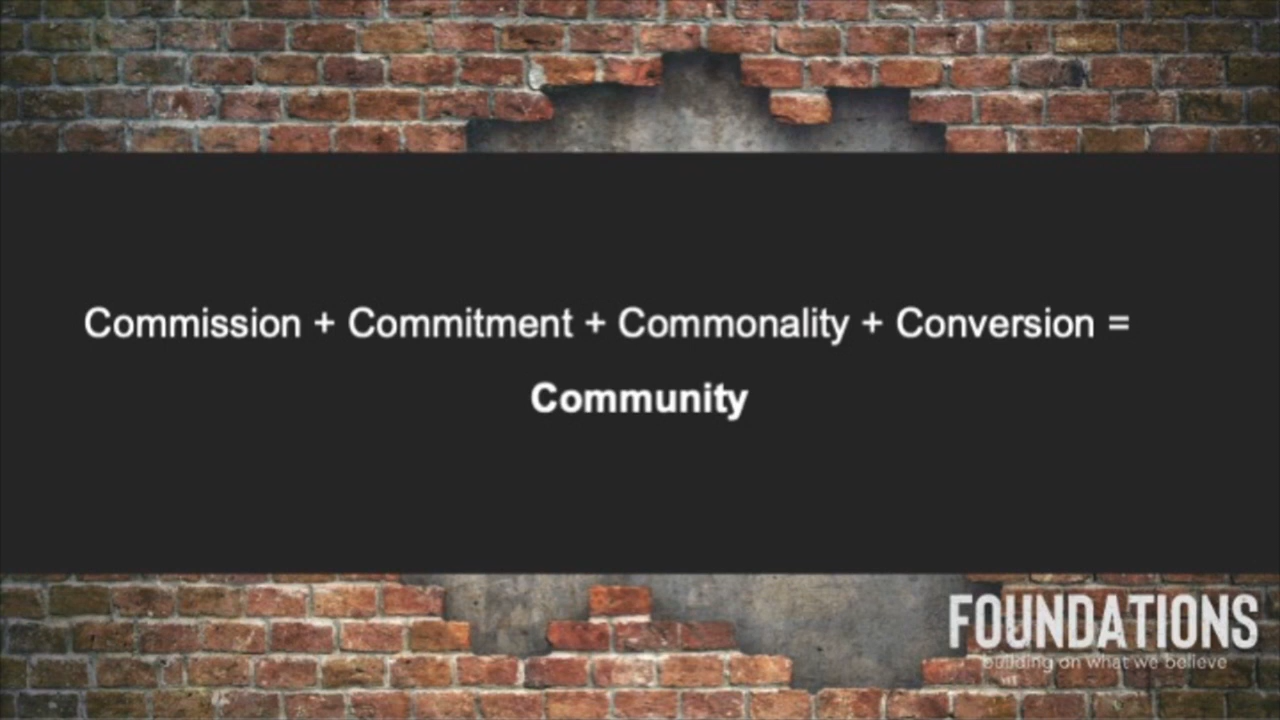 Commission + Commitment + Commonality + Conversion =
Community
FOUNDATIONS
building on what we believe